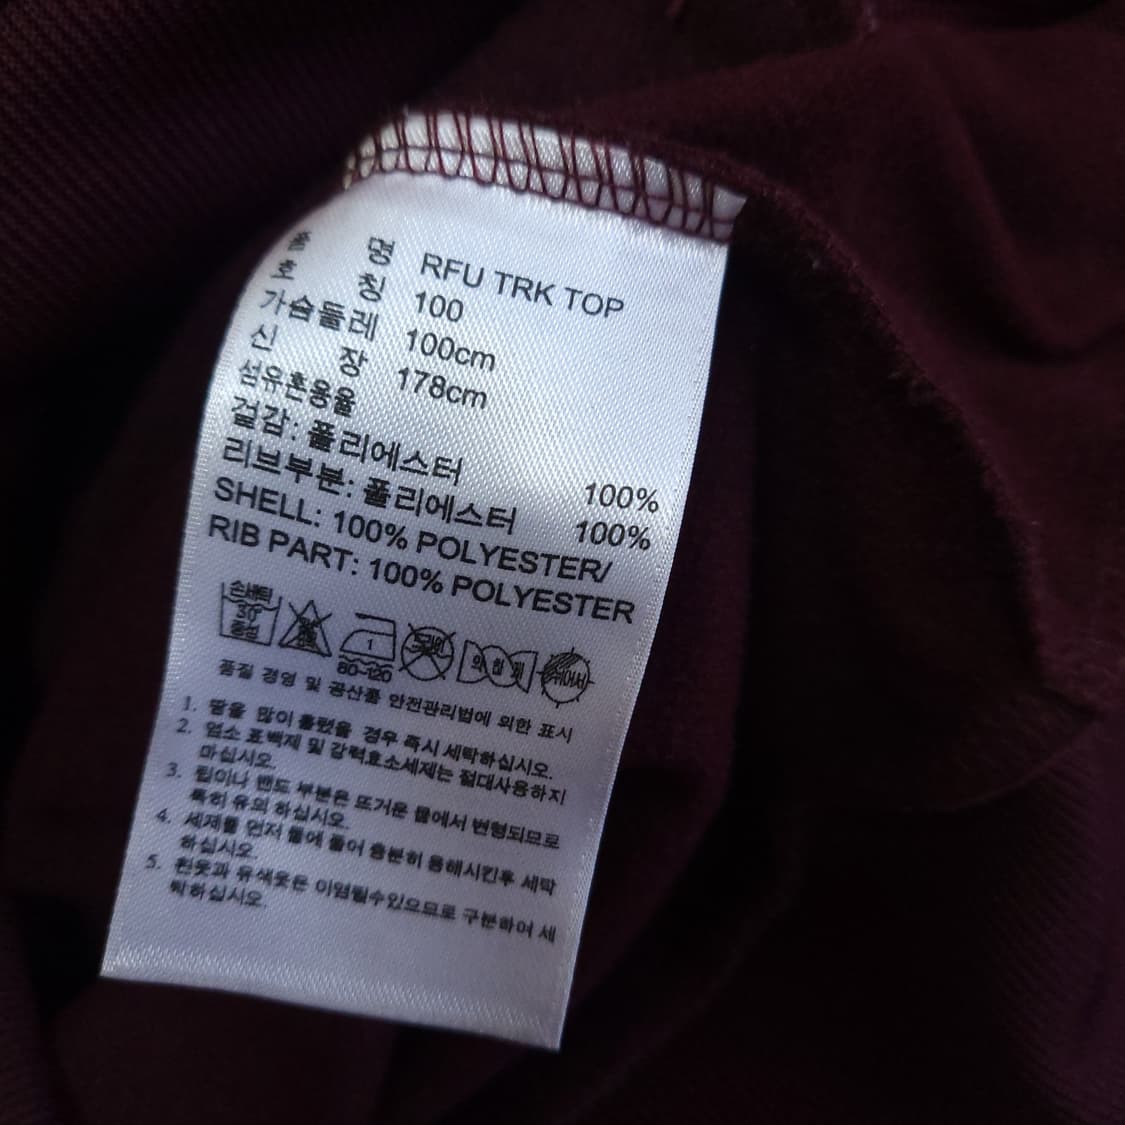 품 명 RFU TRK TOP
호 칭 100
가슴둘레 100cm
신 장 178cm
섬유혼용율
겉감: 폴리에스터 100%
리브부분: 폴리에스터 100%
SHELL: 100% POLYESTER/
RIB PART: 100% POLYESTER
손세탁
30°
중성
1
80~120
드라이
약하게
뉘어서
품질 경영 및 공산품 안전관리법에 의한 표시
1. 땀을 많이 흘렸을 경우 즉시 세탁하십시오.
2. 염소 표백제 및 강력효소세제는 절대사용하지
마십시오.
3. 립이나 밴드 부분은 뜨거운 물에서 변형되므로
특히 유의 하십시오.
4. 세제를 먼저 물에 풀어 충분히 용해시킨후 세탁
하십시오.
5. 흰옷과 유색옷은 이염될수있으므로 구분하여 세
탁하십시오.